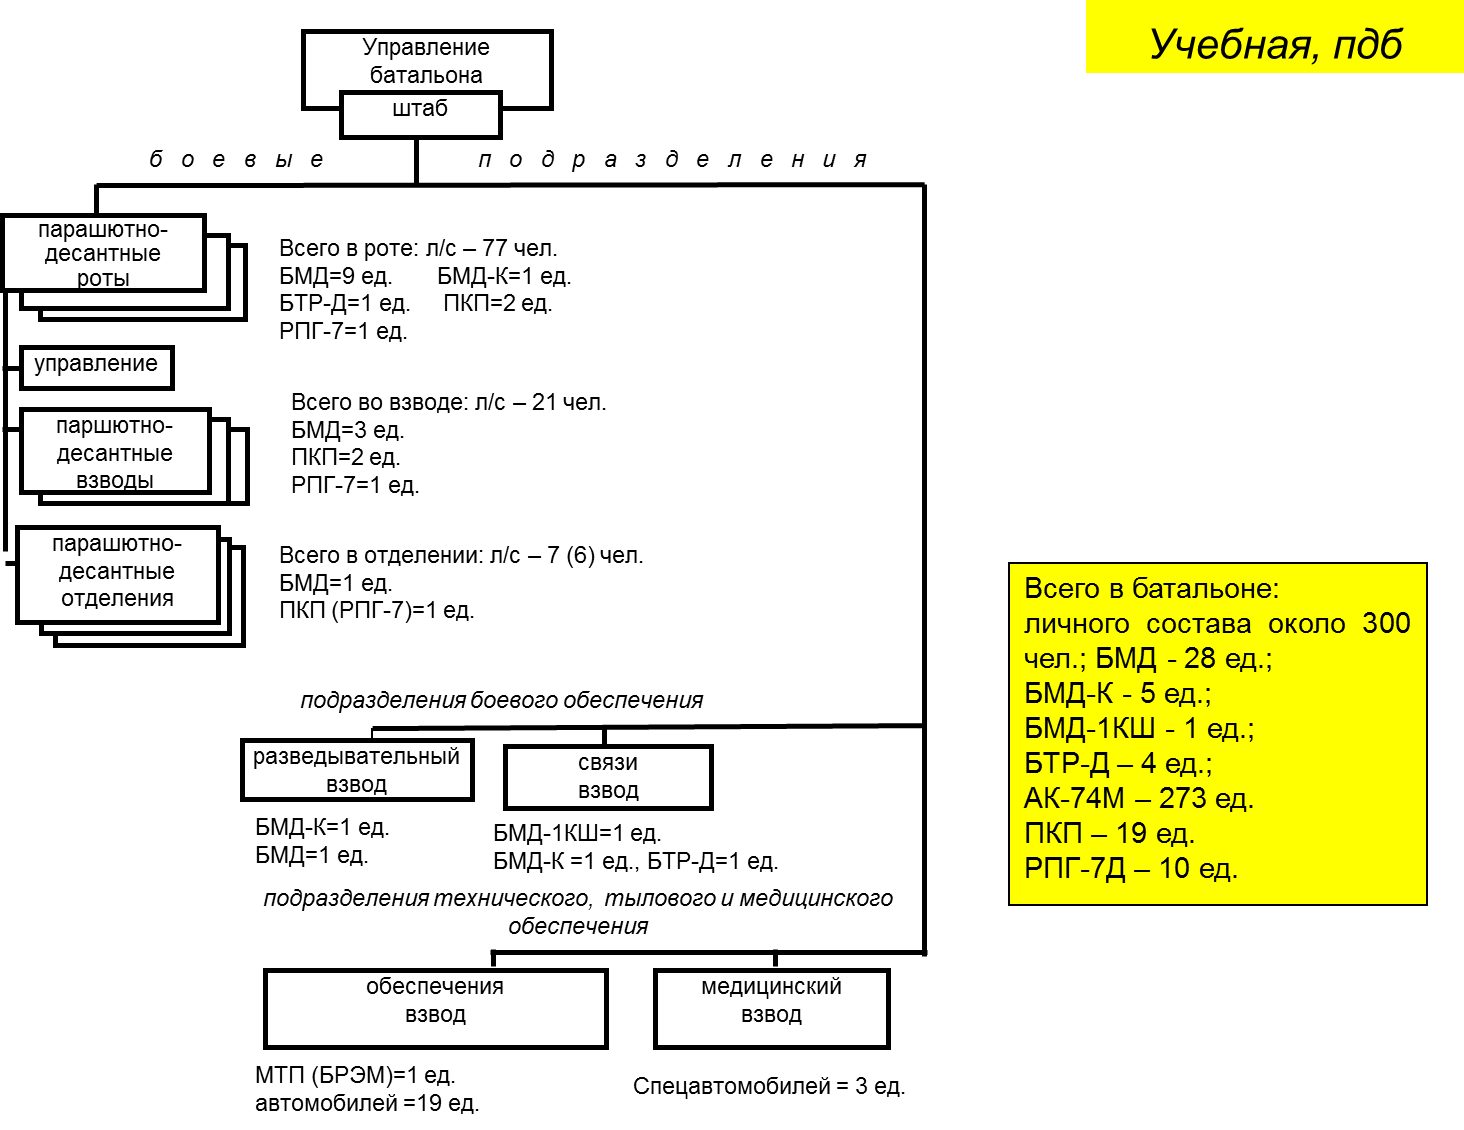 Учебная, пдб
Управление
батальона
штаб
боевые подразделения
парашютно-
десантные
роты
Всего в роте: л/с – 77 чел.
БМД=9 ед. БМД-К=1 ед.
БТР-Д=1 ед. ПКП=2 ед.
РПГ-7=1 ед.
управление
паршютно-
десантные
взводы
Всего во взводе: л/с – 21 чел.
БМД=3 ед.
ПКП=2 ед.
РПГ-7=1 ед.
парашютно-
десантные
отделения
Всего в отделении: л/с – 7 (6) чел.
БМД=1 ед.
ПКП (РПГ-7)=1 ед.
Всего в батальоне:
личного состава около 300
чел.; БМД - 28 ед.;
БМД-К - 5 ед.;
БМД-1КШ - 1 ед.;
БТР-Д – 4 ед.;
АК-74М – 273 ед.
ПКП – 19 ед.
РПГ-7Д – 10 ед.
подразделения боевого обеспечения
разведывательный
взвод
связи
взвод
БМД-К=1 ед.
БМД=1 ед.
БМД-1КШ=1 ед.
БМД-К =1 ед., БТР-Д=1 ед.
подразделения технического, тылового и медицинского
обеспечения
обеспечения
взвод
медицинский
взвод
МТП (БРЭМ)=1 ед.
автомобилей =19 ед.
Спецавтомобилей = 3 ед.